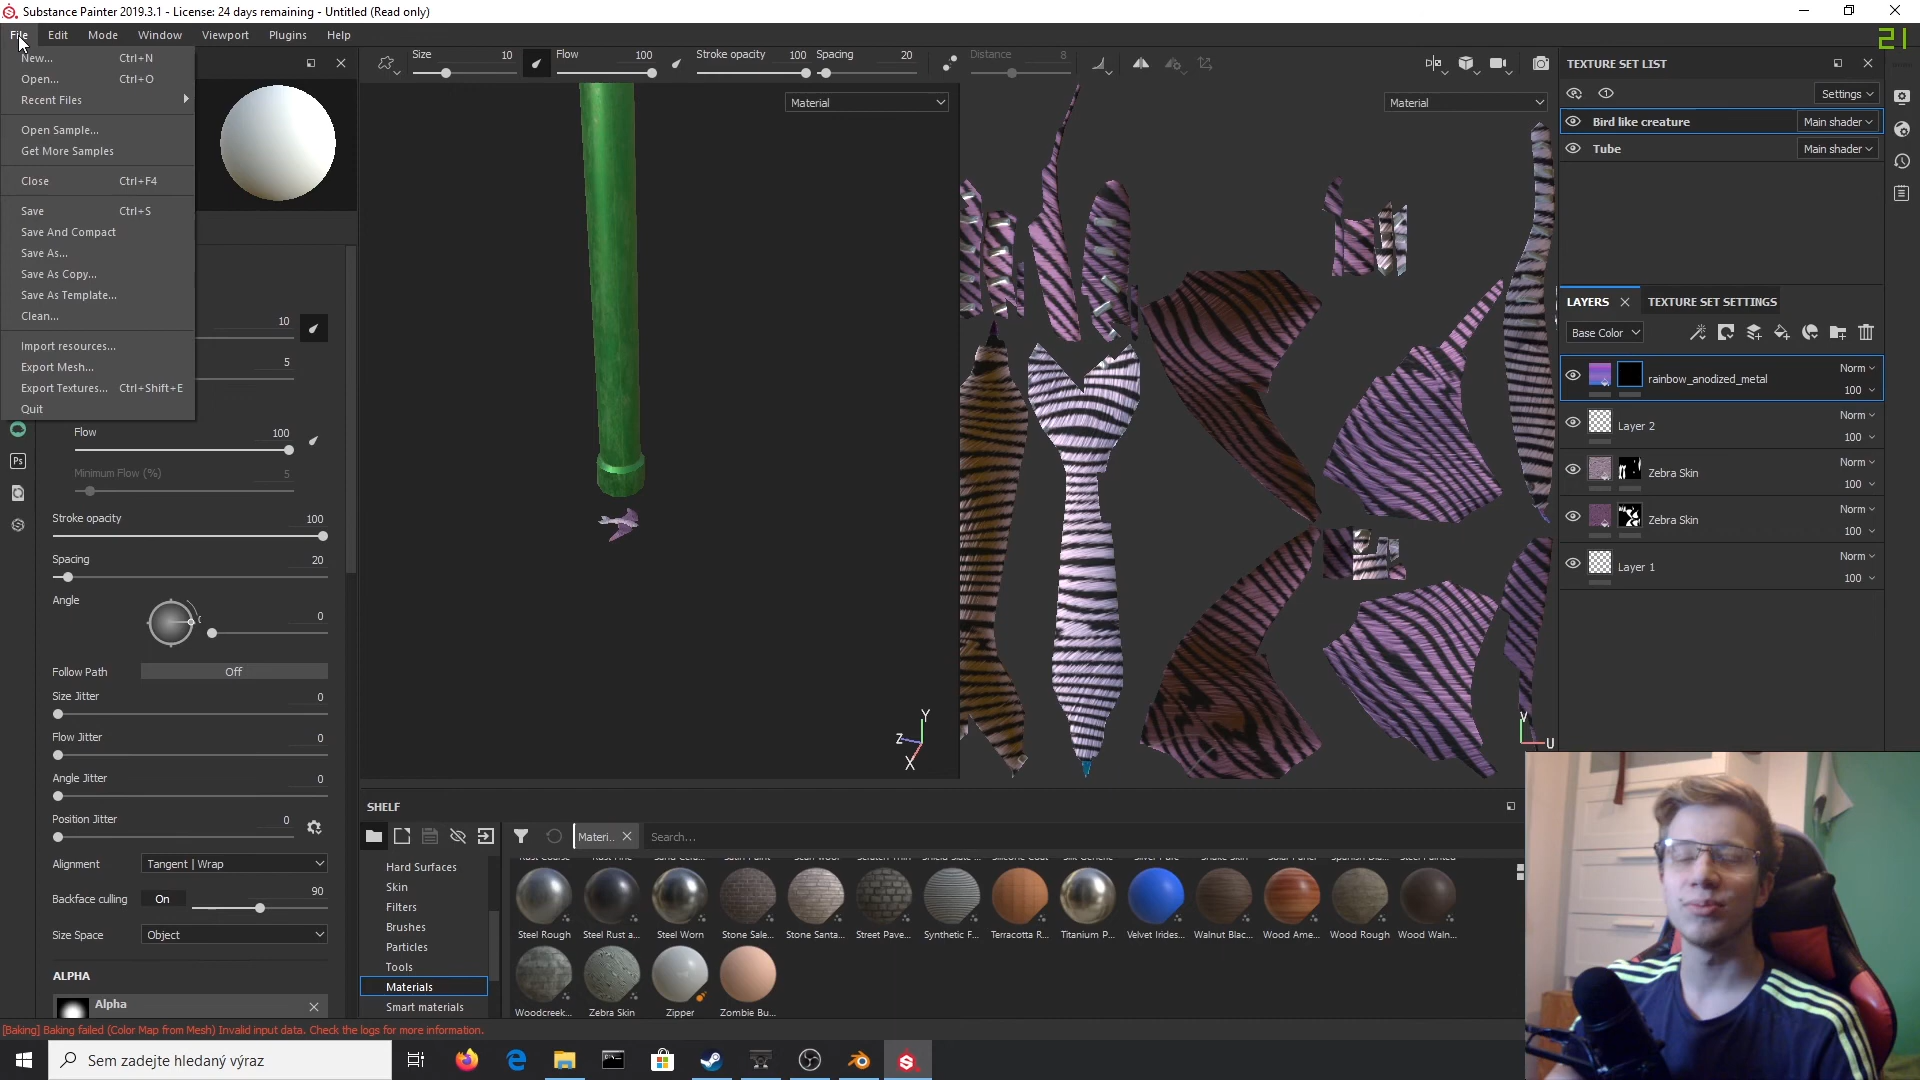 Substance Painter 2019.3.1 - License: 24 days remaining - Untitled (Read only)
File Edit Mode Window Viewport Plugins Help
21
New... Ctrl+N
Open... Ctrl+O
Recent Files
Open Sample...
Get More Samples
Close Ctrl+F4
Save Ctrl+S
Save And Compact
Save As...
Save As Copy...
Save As Template...
Clean...
Import resources...
Export Mesh...
Export Textures... Ctrl+Shift+E
Quit
Size 10
Flow 100
Stroke opacity 100
Spacing 20
Distance 8
Material
Material
10
5
Flow 100
Minimum Flow (%) 5
Stroke opacity 100
Spacing 20
Angle 0
Follow Path Off
Size Jitter 0
Flow Jitter 0
Angle Jitter 0
Position Jitter 0
Alignment Tangent | Wrap
Backface culling On 90
Size Space Object
ALPHA
Alpha
Ps
Y
Z
X
V
U
TEXTURE SET LIST
Settings
Bird like creature Main shader
Tube Main shader
LAYERS TEXTURE SET SETTINGS
Base Color
rainbow_anodized_metal Norm 100
Layer 2 Norm 100
Zebra Skin Norm 100
Zebra Skin Norm 100
Layer 1 Norm 100
SHELF
Materi.. Search...
Hard Surfaces
Skin
Filters
Brushes
Particles
Tools
Materials
Smart materials
Steel Rough Steel Rust a... Steel Worn Stone Sale... Stone Santa... Street Pave... Synthetic F... Terracotta R... Titanium P... Velvet Irides... Walnut Blac... Wood Ame... Wood Rough Wood Waln...
Woodcreek... Zebra Skin Zipper Zombie Bu...
[Baking] Baking failed (Color Map from Mesh) Invalid input data. Check the logs for more information.
Sem zadejte hledaný výraz